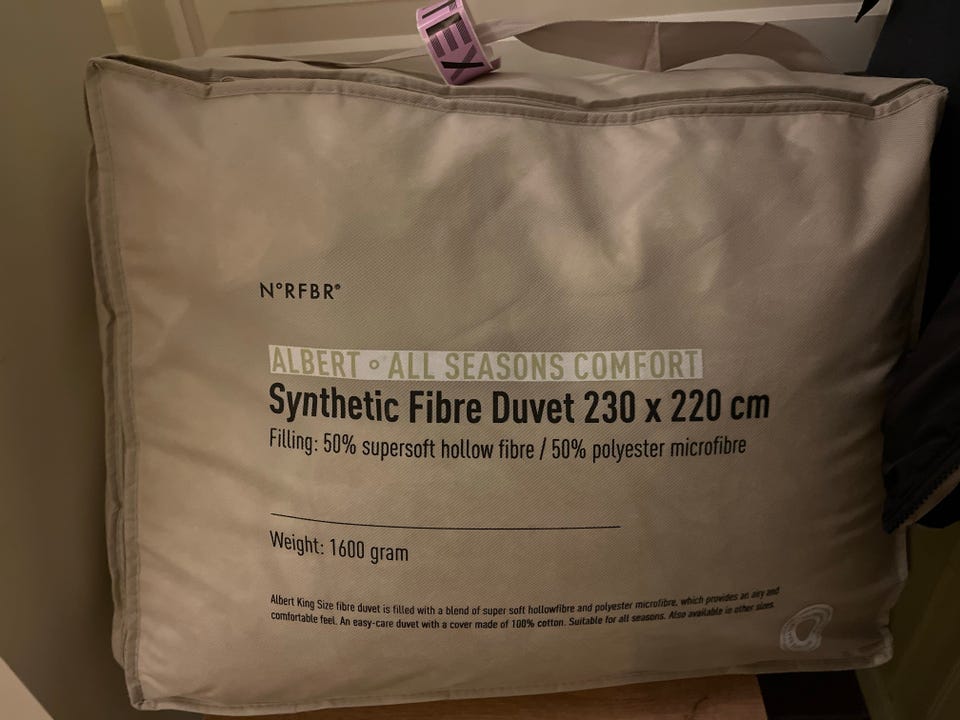 TEX
N°RFBR®
ALBERT ∘ ALL SEASONS COMFORT
Synthetic Fibre Duvet 230 x 220 cm
Filling: 50% supersoft hollow fibre / 50% polyester microfibre
Weight: 1600 gram
Albert King Size fibre duvet is filled with a blend of super soft hollowfibre and polyester microfibre, which provides an airy and
comfortable feel. An easy-care duvet with a cover made of 100% cotton. Suitable for all seasons. Also available in other sizes.